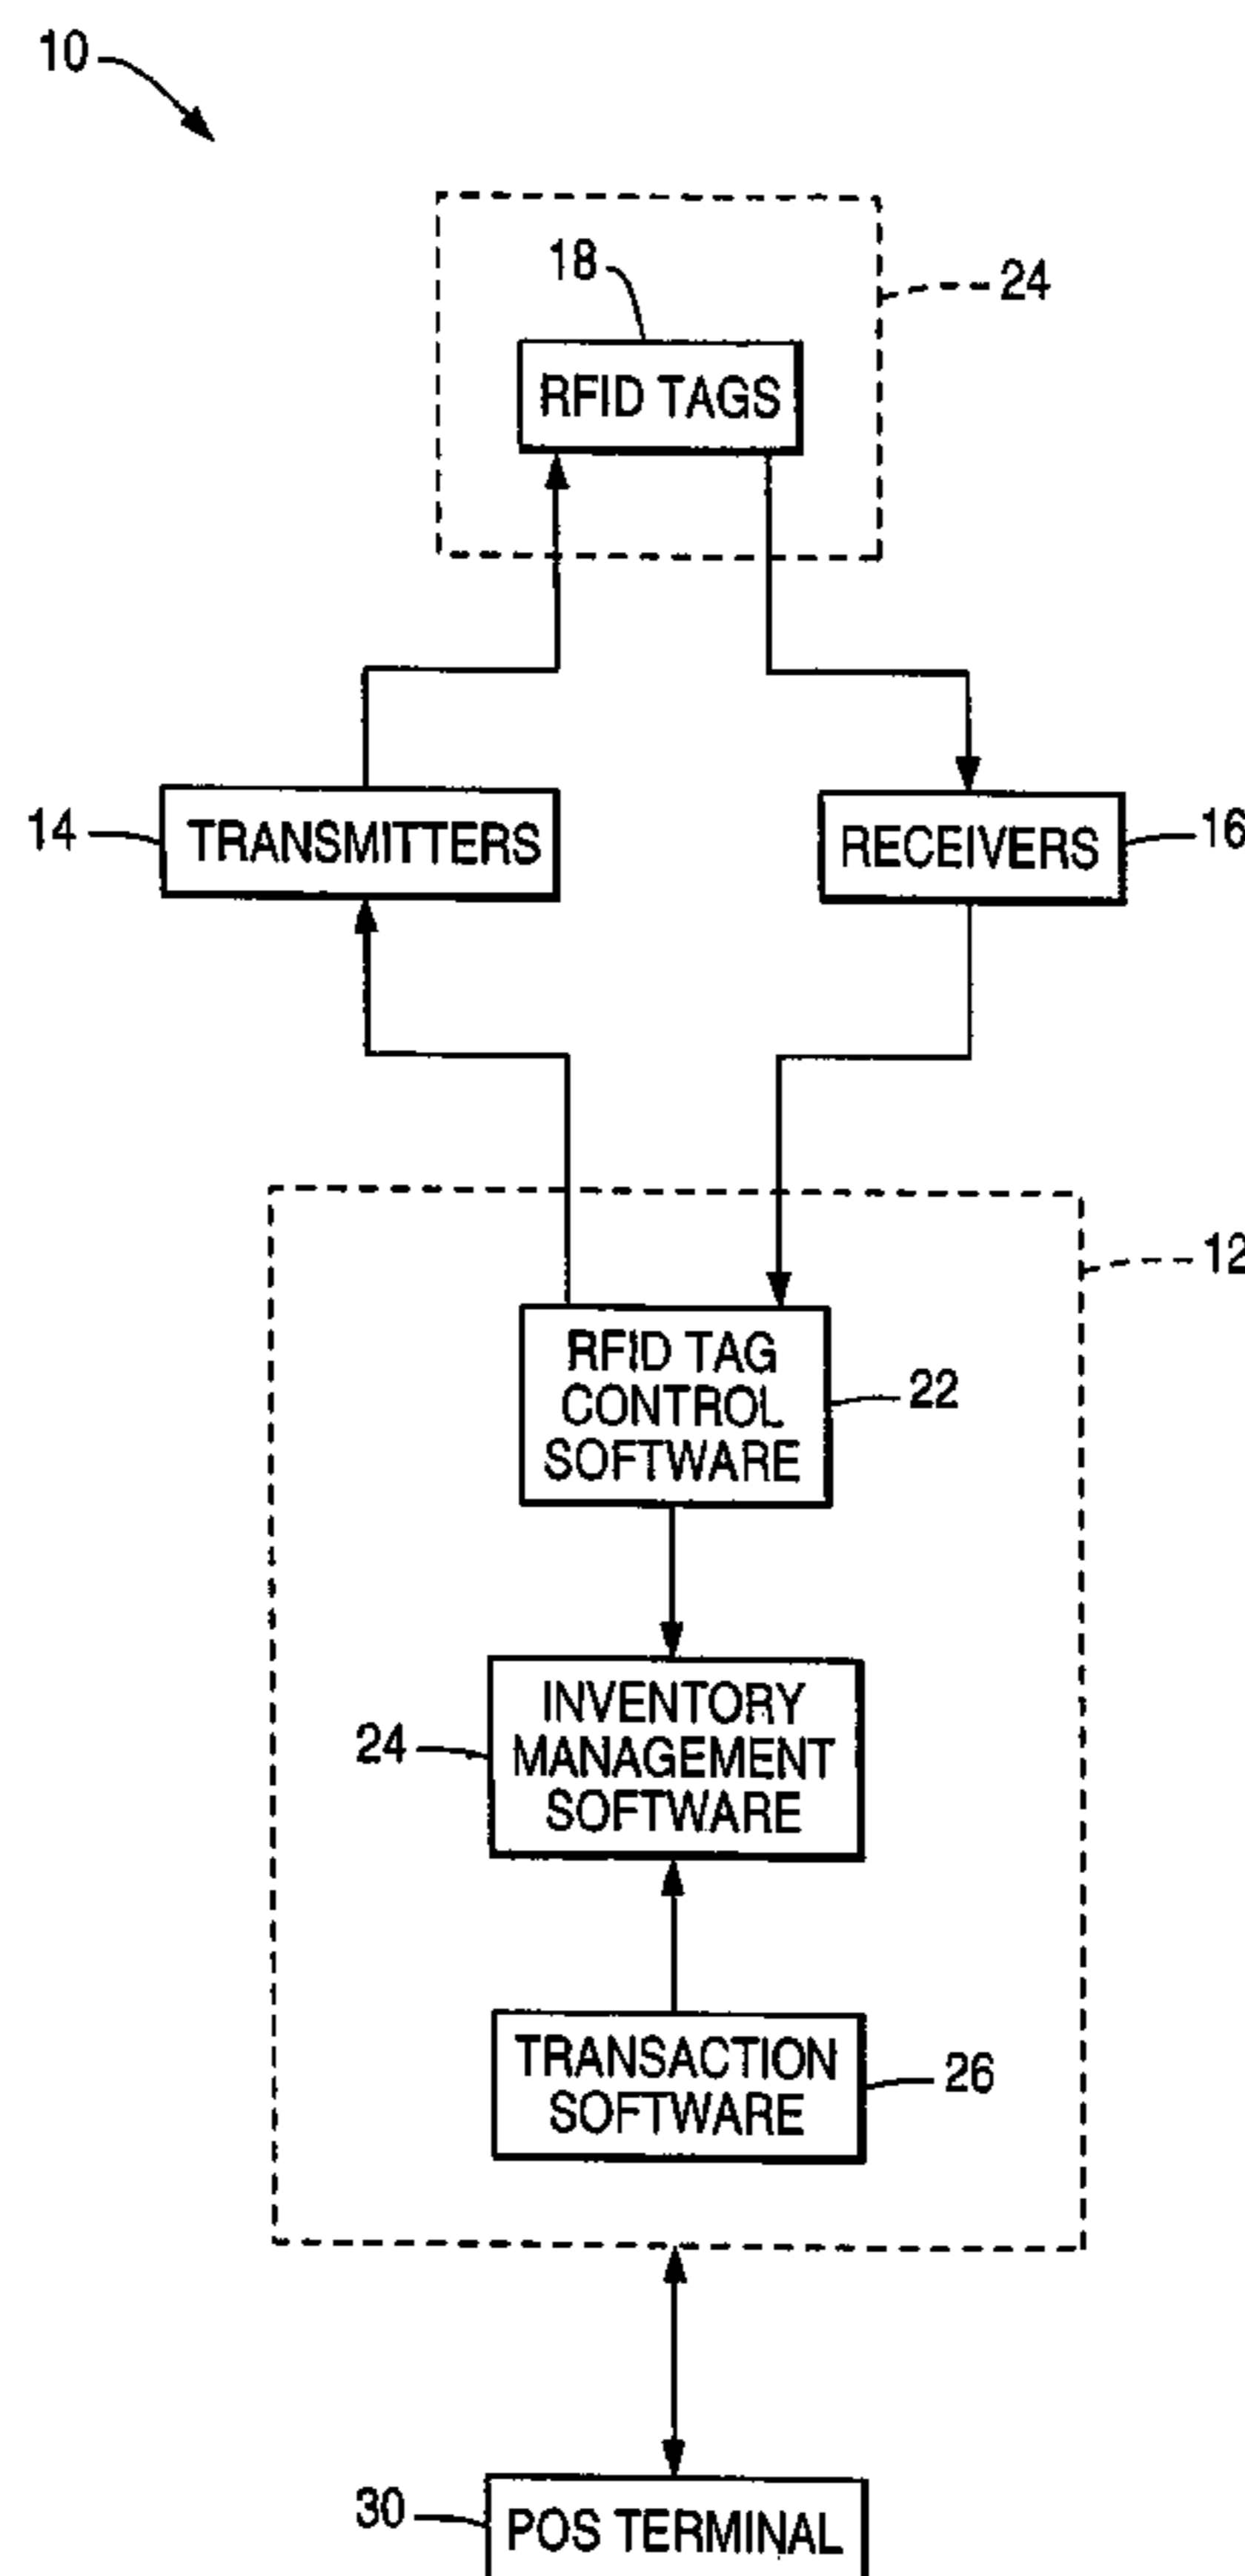 10
18
24
RFID TAGS
14
TRANSMITTERS
RECEIVERS
16
12
RFID TAG
CONTROL
SOFTWARE
22
INVENTORY
MANAGEMENT
SOFTWARE
24
TRANSACTION
SOFTWARE
26
30
POS TERMINAL